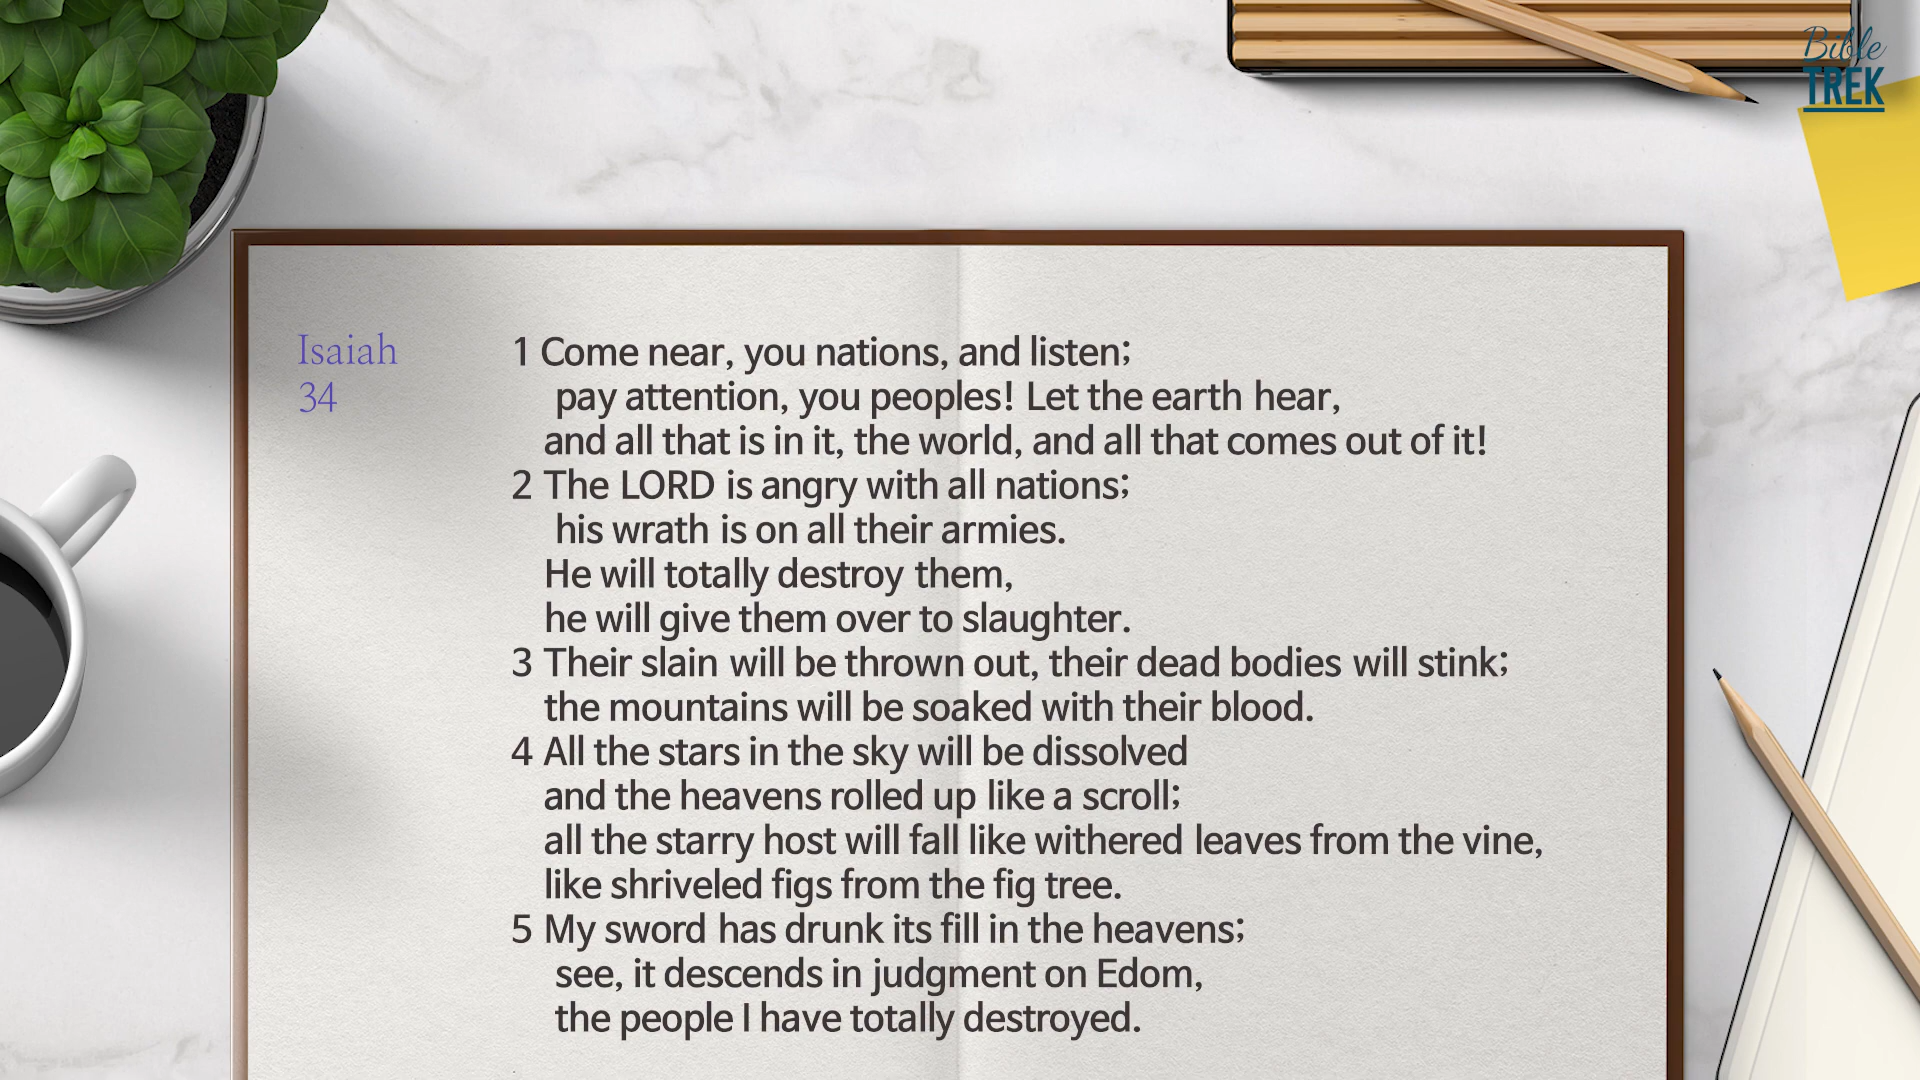 Bible
TREK
Isaiah
34
1 Come near, you nations, and listen;
pay attention, you peoples! Let the earth hear,
and all that is in it, the world, and all that comes out of it!
2 The LORD is angry with all nations;
his wrath is on all their armies.
He will totally destroy them,
he will give them over to slaughter.
3 Their slain will be thrown out, their dead bodies will stink;
the mountains will be soaked with their blood.
4 All the stars in the sky will be dissolved
and the heavens rolled up like a scroll;
all the starry host will fall like withered leaves from the vine,
like shriveled figs from the fig tree.
5 My sword has drunk its fill in the heavens;
see, it descends in judgment on Edom,
the people I have totally destroyed.